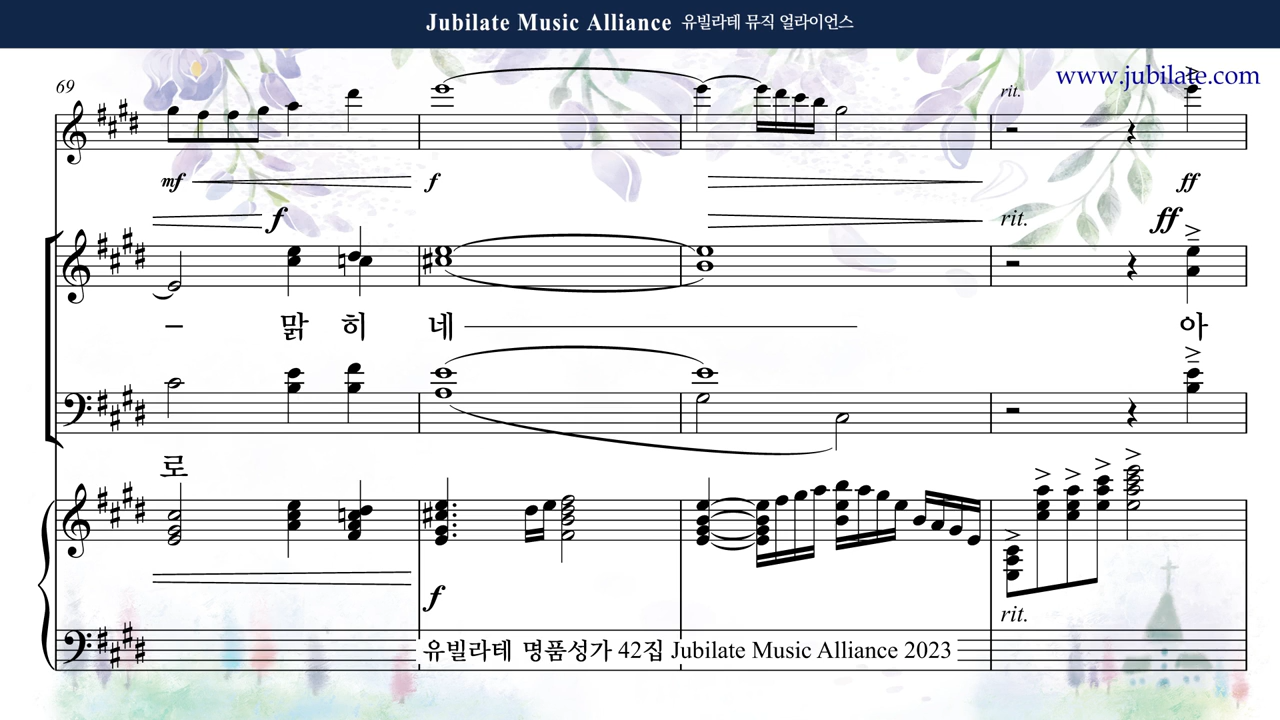 Jubilate Music Alliance 유빌라테 뮤직 얼라이언스
www.jubilate.com
69
rit.
mf f ff
f rit. ff
– 맑 히 네 아
로
f rit.
유빌라테 명품성가 42집 Jubilate Music Alliance 2023